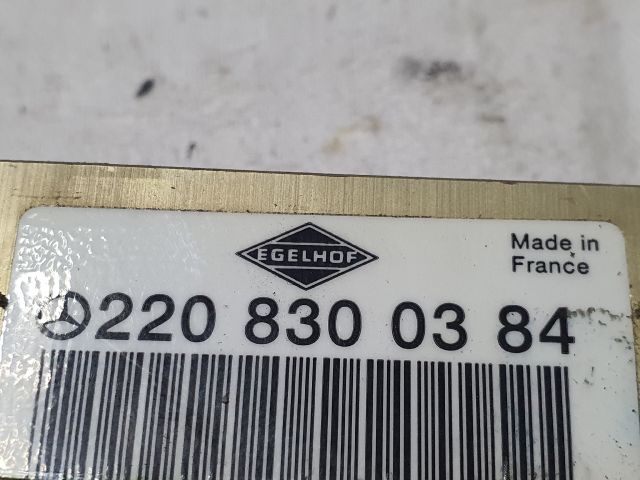 EGELHOF
Made in
France
220 830 03 84